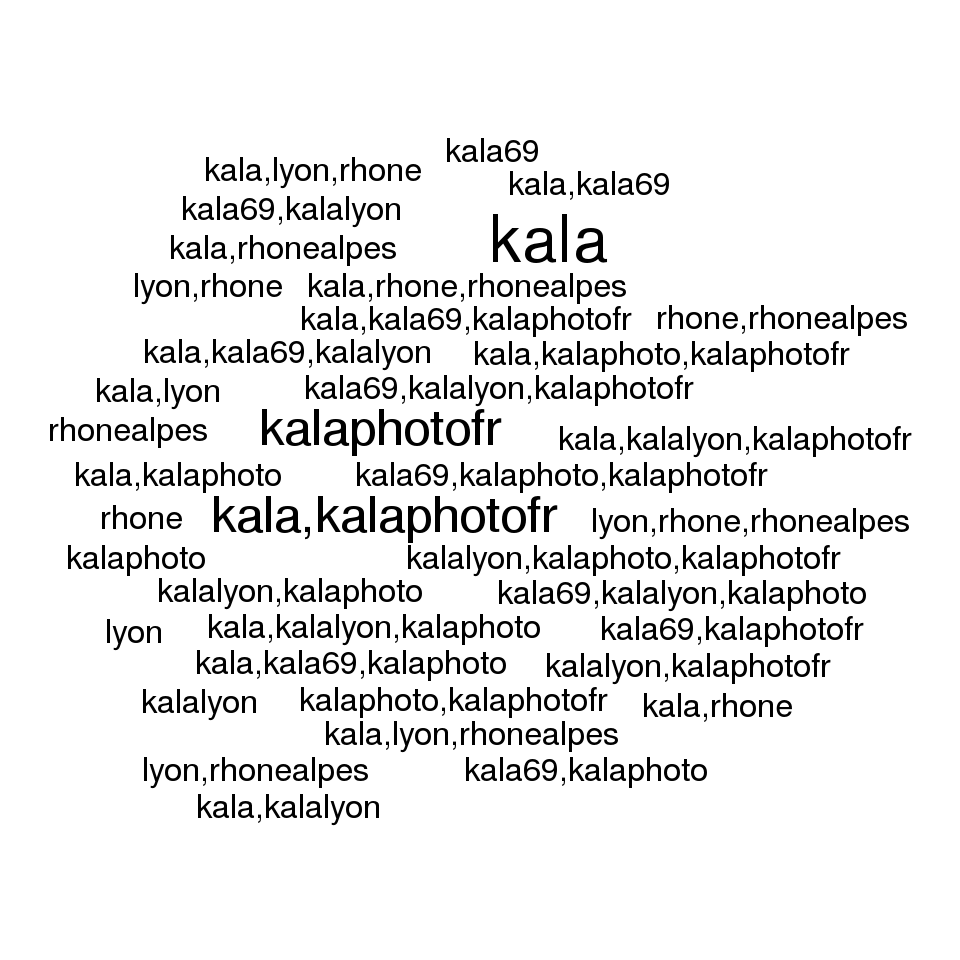 kala69
kala,lyon,rhone
kala,kala69
kala69,kalalyon
kala
kala,rhonealpes
lyon,rhone
kala,rhone,rhonealpes
kala,kala69,kalaphotofr
rhone,rhonealpes
kala,kala69,kalalyon
kala,kalaphoto,kalaphotofr
kala,lyon
kala69,kalalyon,kalaphotofr
rhonealpes
kalaphotofr
kala,kalalyon,kalaphotofr
kala,kalaphoto
kala69,kalaphoto,kalaphotofr
rhone
kala,kalaphotofr
lyon,rhone,rhonealpes
kalaphoto
kalalyon,kalaphoto,kalaphotofr
kalalyon,kalaphoto
kala69,kalalyon,kalaphoto
lyon
kala,kalalyon,kalaphoto
kala69,kalaphotofr
kala,kala69,kalaphoto
kalalyon,kalaphotofr
kalalyon
kalaphoto,kalaphotofr
kala,rhone
kala,lyon,rhonealpes
lyon,rhonealpes
kala69,kalaphoto
kala,kalalyon